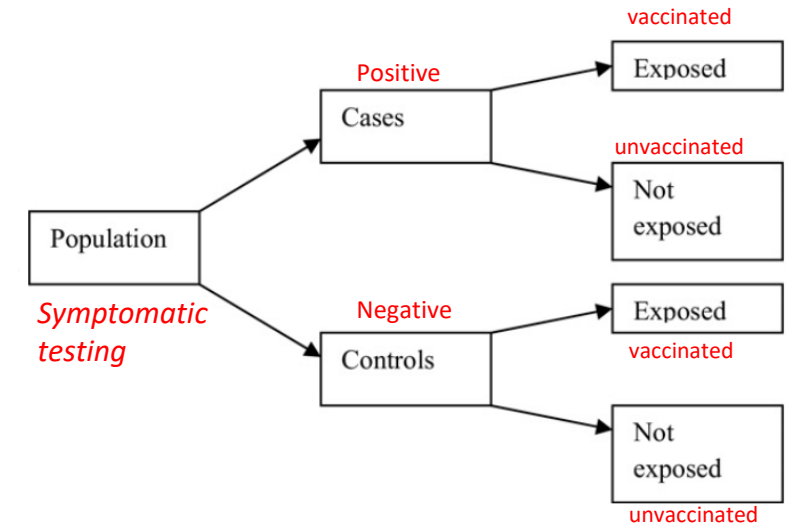 vaccinated
Exposed
Positive
Cases
unvaccinated
Not
exposed
Population
Symptomatic
testing
Negative
Controls
Exposed
vaccinated
Not
exposed
unvaccinated